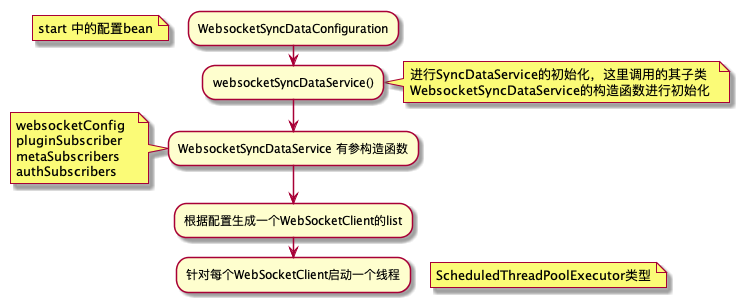 start 中的配置bean
WebsocketSyncDataConfiguration
websocketSyncDataService()
进行SyncDataService的初始化，这里调用的其子类
WebsocketSyncDataService的构造函数进行初始化
websocketConfig
pluginSubscriber
metaSubscribers
authSubscribers
WebsocketSyncDataService 有参构造函数
根据配置生成一个WebSocketClient的list
针对每个WebSocketClient启动一个线程
ScheduledThreadPoolExecutor类型